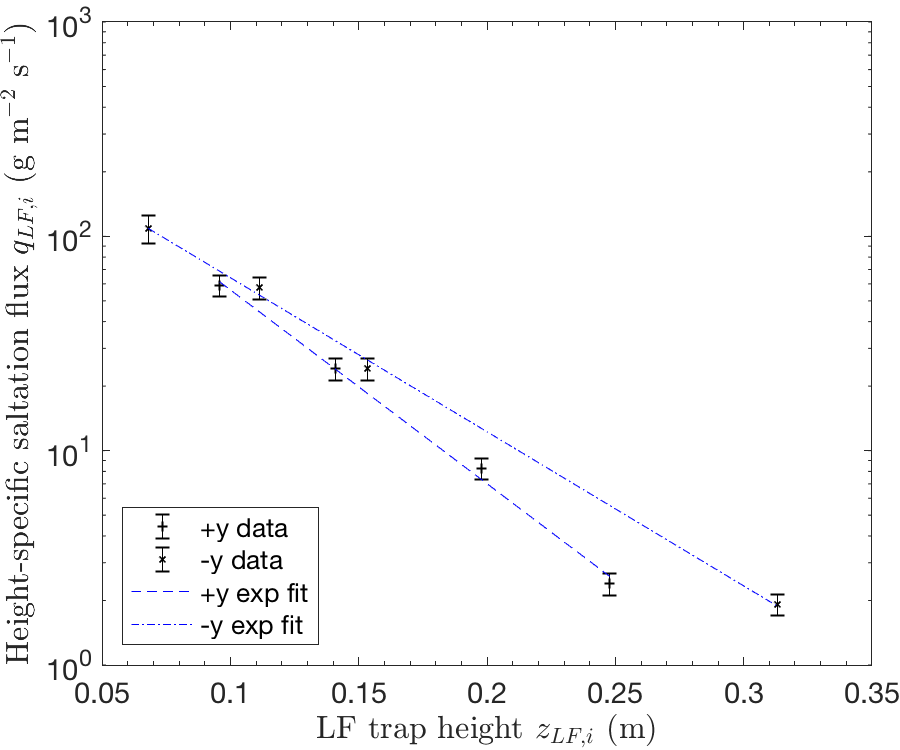 Height-specific saltation flux q_{LF,i} (g m^{-2} s^{-1})
10^3
10^2
10^1
10^0
+y data
-y data
+y exp fit
-y exp fit
0.05 0.1 0.15 0.2 0.25 0.3 0.35
LF trap height z_{LF,i} (m)